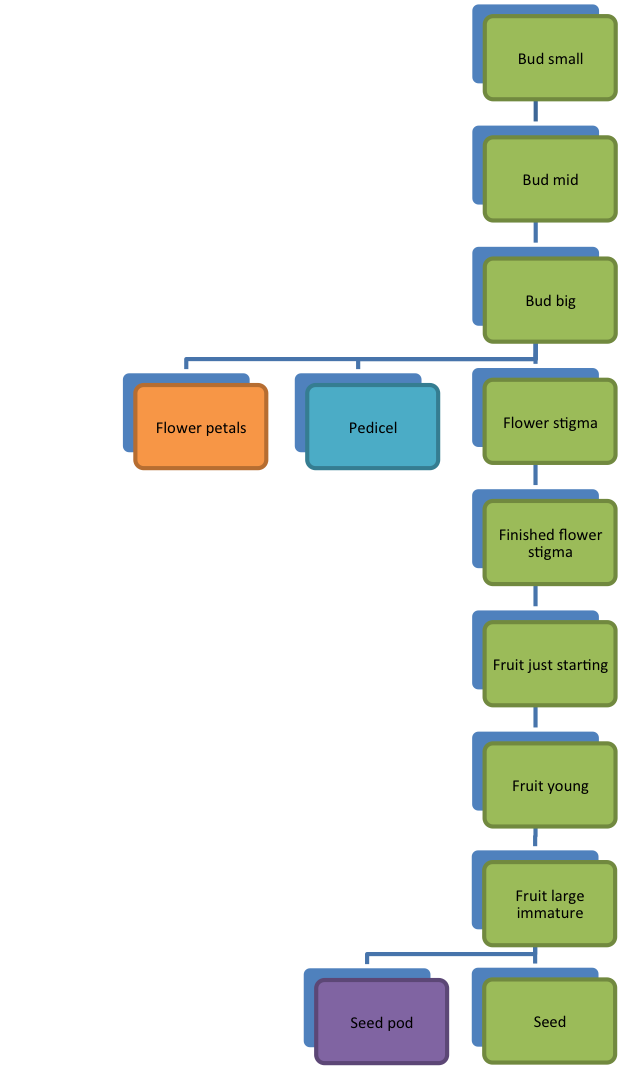 Bud small
Bud mid
Bud big
Flower petals
Pedicel
Flower stigma
Finished flower
stigma
Fruit just starting
Fruit young
Fruit large
immature
Seed pod
Seed